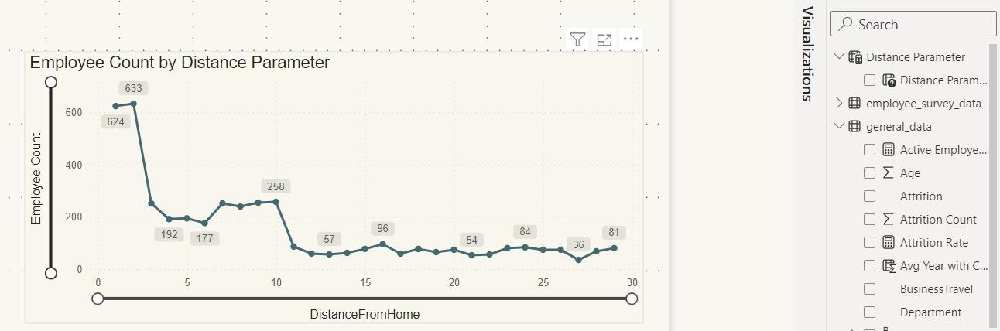 Employee Count by Distance Parameter
633
624
600
400
200
0
258
192
177
57
96
54
84
36
81
0 5 10 15 20 25 30
Employee Count
DistanceFromHome
Visualizations
Search
Distance Parameter
Distance Param...
employee_survey_data
general_data
Active Employe...
Age
Attrition
Attrition Count
Attrition Rate
Avg Year with C...
BusinessTravel
Department